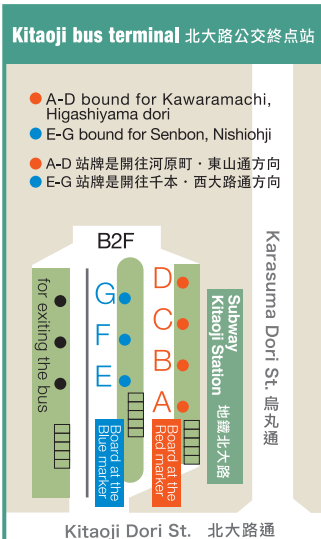 Kitaoji bus terminal 北大路公交終点站
A-D bound for Kawaramachi,
Higashiyama dori
E-G bound for Senbon, Nishiohji
A-D 站牌是開往河原町・東山通方向
E-G 站牌是開往千本・西大路通方向
B2F
for exiting the bus
G
F
E
Board at the
Blue marker
D
C
B
A
Board at the
Red marker
Subway
Kitaoji Station 地鐵北大路
Karasuma Dori St. 烏丸通
Kitaoji Dori St. 北大路通